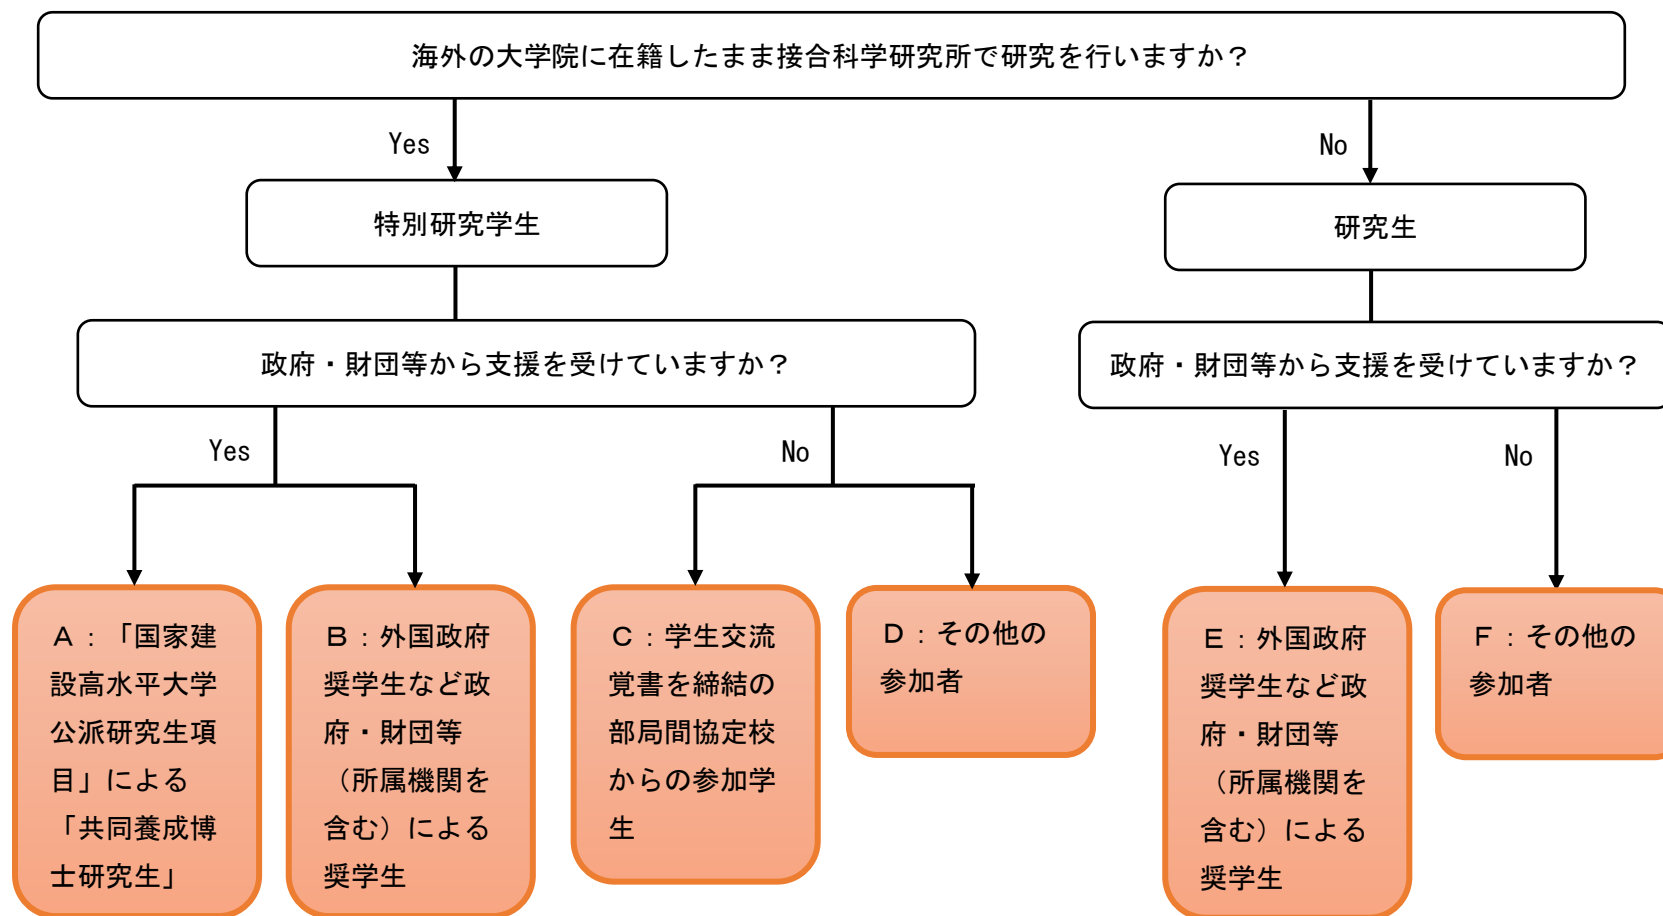 海外の大学院に在籍したまま接合科学研究所で研究を行いますか？
Yes
No
特別研究学生
研究生
政府・財団等から支援を受けていますか？
政府・財団等から支援を受けていますか？
Yes
No
Yes
No
Ａ：「国家建
設高水平大学
公派研究生項
目」による
「共同養成博
士研究生」
Ｂ：外国政府
奨学生など政
府・財団等
（所属機関を
含む）による
奨学生
Ｃ：学生交流
覚書を締結の
部局間協定校
からの参加学
生
Ｄ：その他の
参加者
Ｅ：外国政府
奨学生など政
府・財団等
（所属機関を
含む）による
奨学生
Ｆ：その他の
参加者